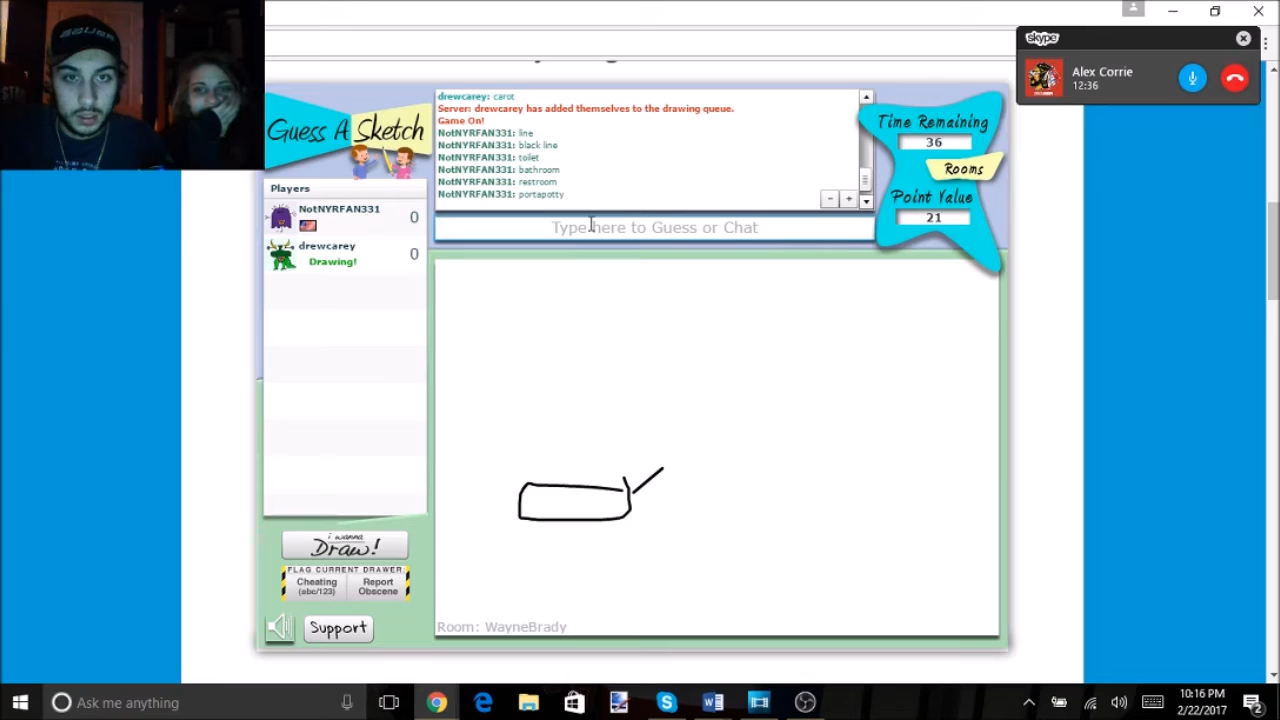 BAUER
skype
Alex Corrie
12:36
Guess A Sketch
drewcarey: carot
Server: drewcarey has added themselves to the drawing queue.
Game On!
NotNYRFAN331: line
NotNYRFAN331: black line
NotNYRFAN331: toilet
NotNYRFAN331: bathroom
NotNYRFAN331: restroom
NotNYRFAN331: portapotty
- +
Time Remaining
36
Rooms
Point Value
21
Type here to Guess or Chat
Players
NotNYRFAN331 0
drewcarey 0
Drawing!
i wanna
Draw!
FLAG CURRENT DRAWER:
Cheating
(abc/123)
Report
Obscene
Support
Room: WayneBrady
Ask me anything
10:16 PM
2/22/2017
2